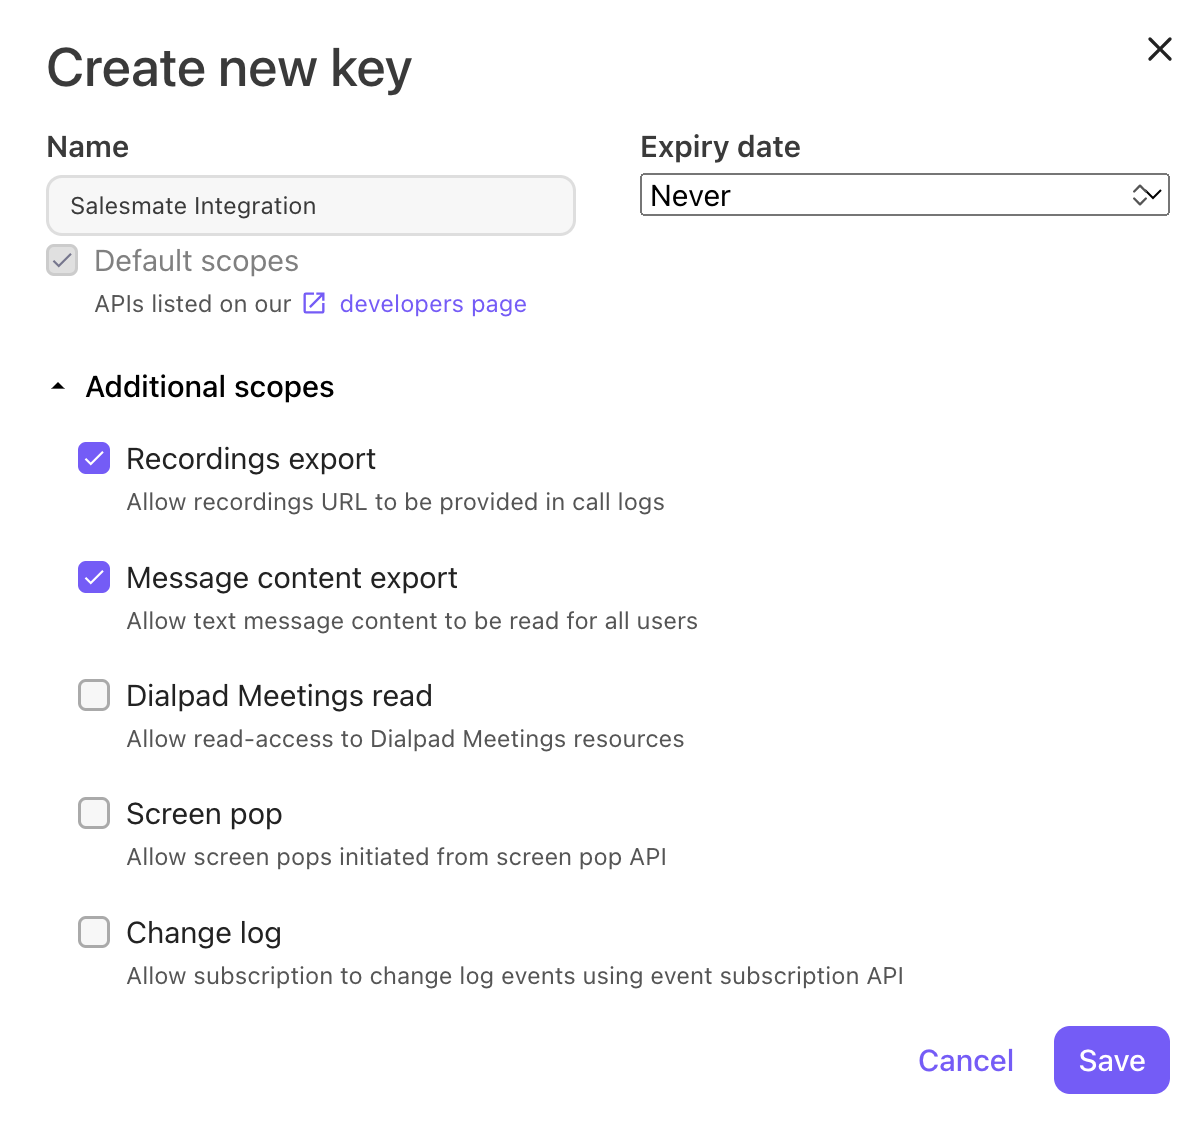 Create new key
Name
Expiry date
Salesmate Integration
Never
Default scopes
APIs listed on our developers page
Additional scopes
Recordings export
Allow recordings URL to be provided in call logs
Message content export
Allow text message content to be read for all users
Dialpad Meetings read
Allow read-access to Dialpad Meetings resources
Screen pop
Allow screen pops initiated from screen pop API
Change log
Allow subscription to change log events using event subscription API
Cancel
Save